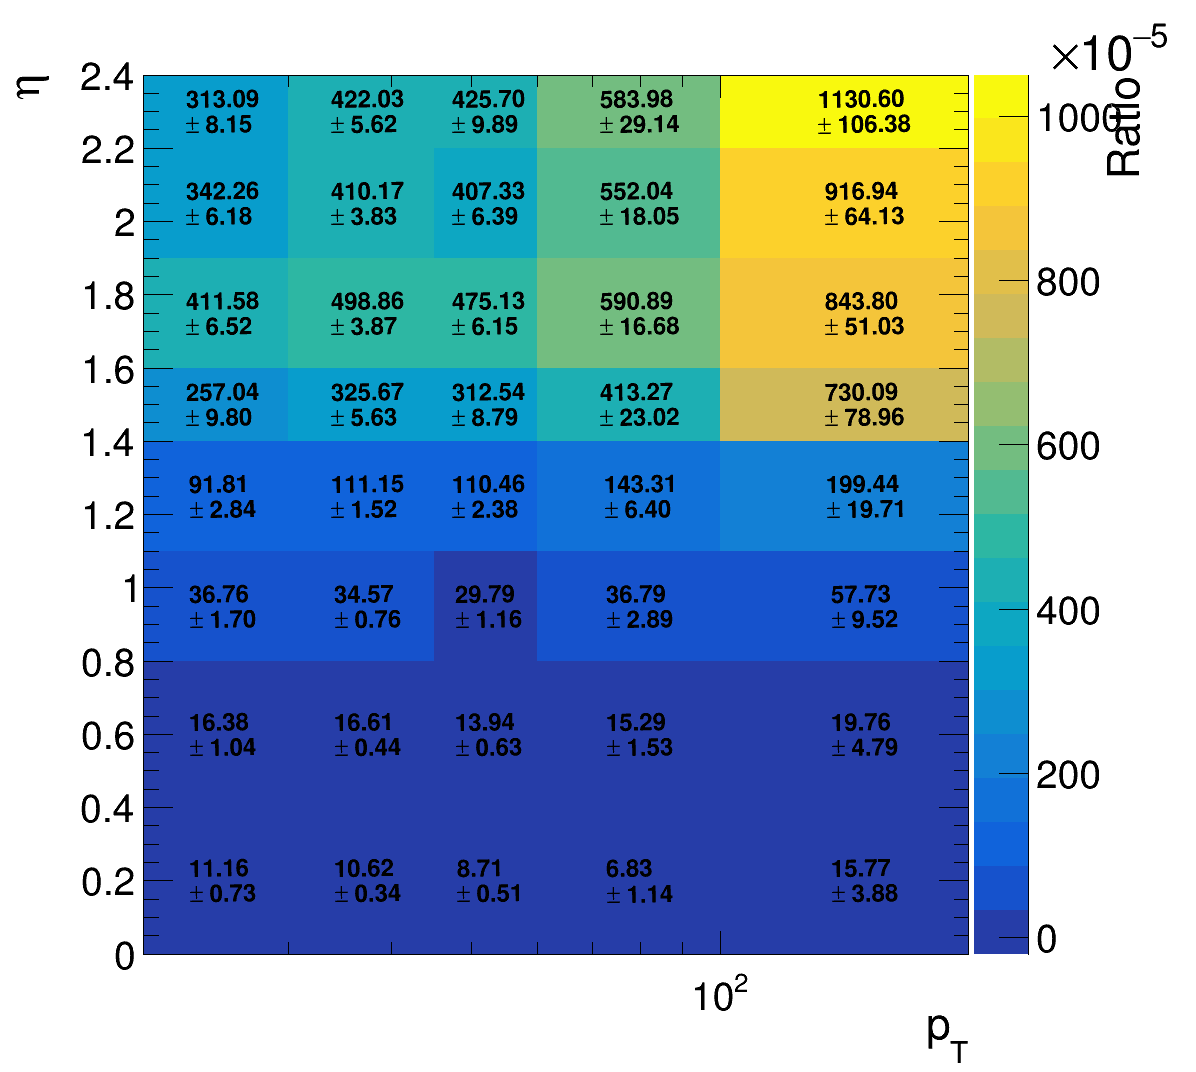 ×10⁻⁵
η
Ratio
2.4
2.2
2
1.8
1.6
1.4
1.2
1
0.8
0.6
0.4
0.2
0
313.09 422.03 425.70 583.98 1130.60
± 8.15 ± 5.62 ± 9.89 ± 29.14 ± 106.38
342.26 410.17 407.33 552.04 916.94
± 6.18 ± 3.83 ± 6.39 ± 18.05 ± 64.13
411.58 498.86 475.13 590.89 843.80
± 6.52 ± 3.87 ± 6.15 ± 16.68 ± 51.03
257.04 325.67 312.54 413.27 730.09
± 9.80 ± 5.63 ± 8.79 ± 23.02 ± 78.96
91.81 111.15 110.46 143.31 199.44
± 2.84 ± 1.52 ± 2.38 ± 6.40 ± 19.71
36.76 34.57 29.79 36.79 57.73
± 1.70 ± 0.76 ± 1.16 ± 2.89 ± 9.52
16.38 16.61 13.94 15.29 19.76
± 1.04 ± 0.44 ± 0.63 ± 1.53 ± 4.79
11.16 10.62 8.71 6.83 15.77
± 0.73 ± 0.34 ± 0.51 ± 1.14 ± 3.88
1000
800
600
400
200
0
10²
p_T